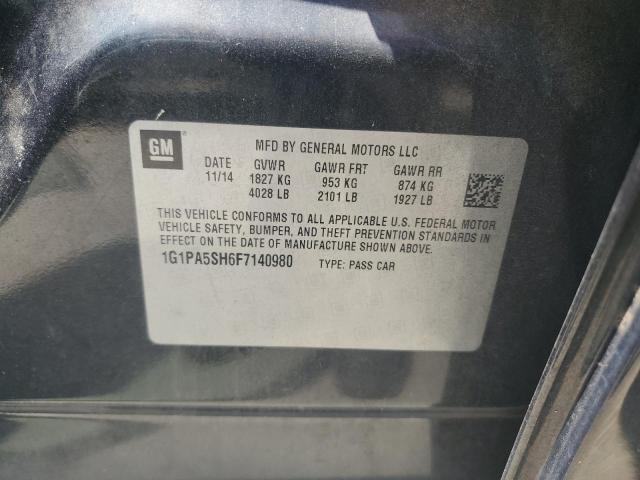 GM
MFD BY GENERAL MOTORS LLC
DATE GVWR GAWR FRT GAWR RR
11/14 1827 KG 953 KG 874 KG
4028 LB 2101 LB 1927 LB
THIS VEHICLE CONFORMS TO ALL APPLICABLE U.S. FEDERAL MOTOR
VEHICLE SAFETY, BUMPER, AND THEFT PREVENTION STANDARDS IN
EFFECT ON THE DATE OF MANUFACTURE SHOWN ABOVE.
1G1PA5SH6F7140980 TYPE: PASS CAR